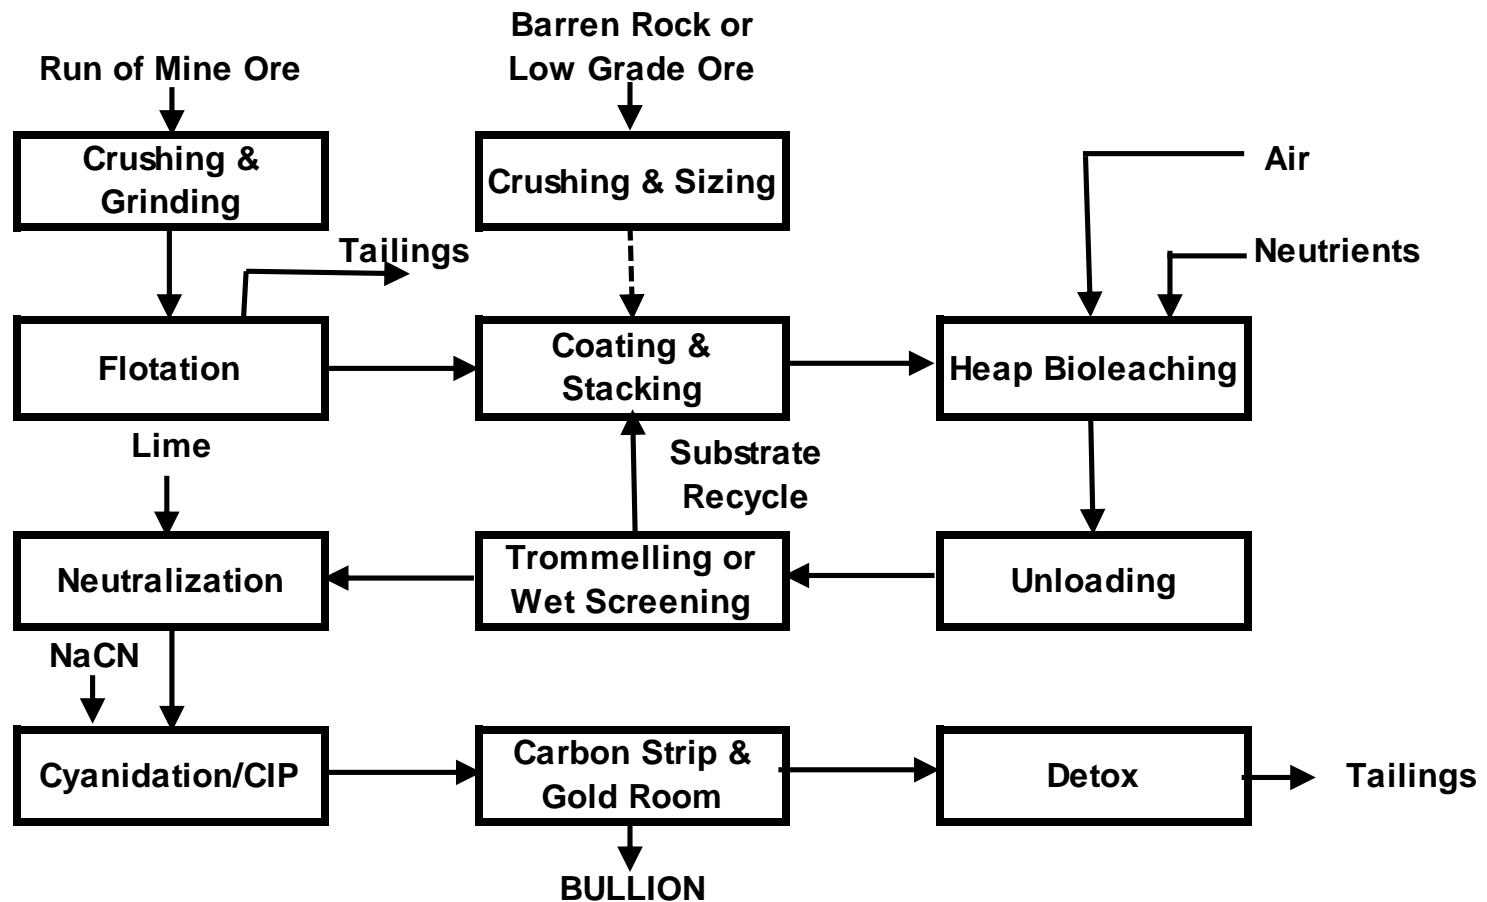 Barren Rock or
Low Grade Ore
Run of Mine Ore
Crushing &
Grinding
Crushing & Sizing
Air
Tailings
Neutrients
Flotation
Coating &
Stacking
Heap Bioleaching
Lime
Substrate
Recycle
Neutralization
Trommelling or
Wet Screening
Unloading
NaCN
Cyanidation/CIP
Carbon Strip &
Gold Room
Detox
Tailings
BULLION